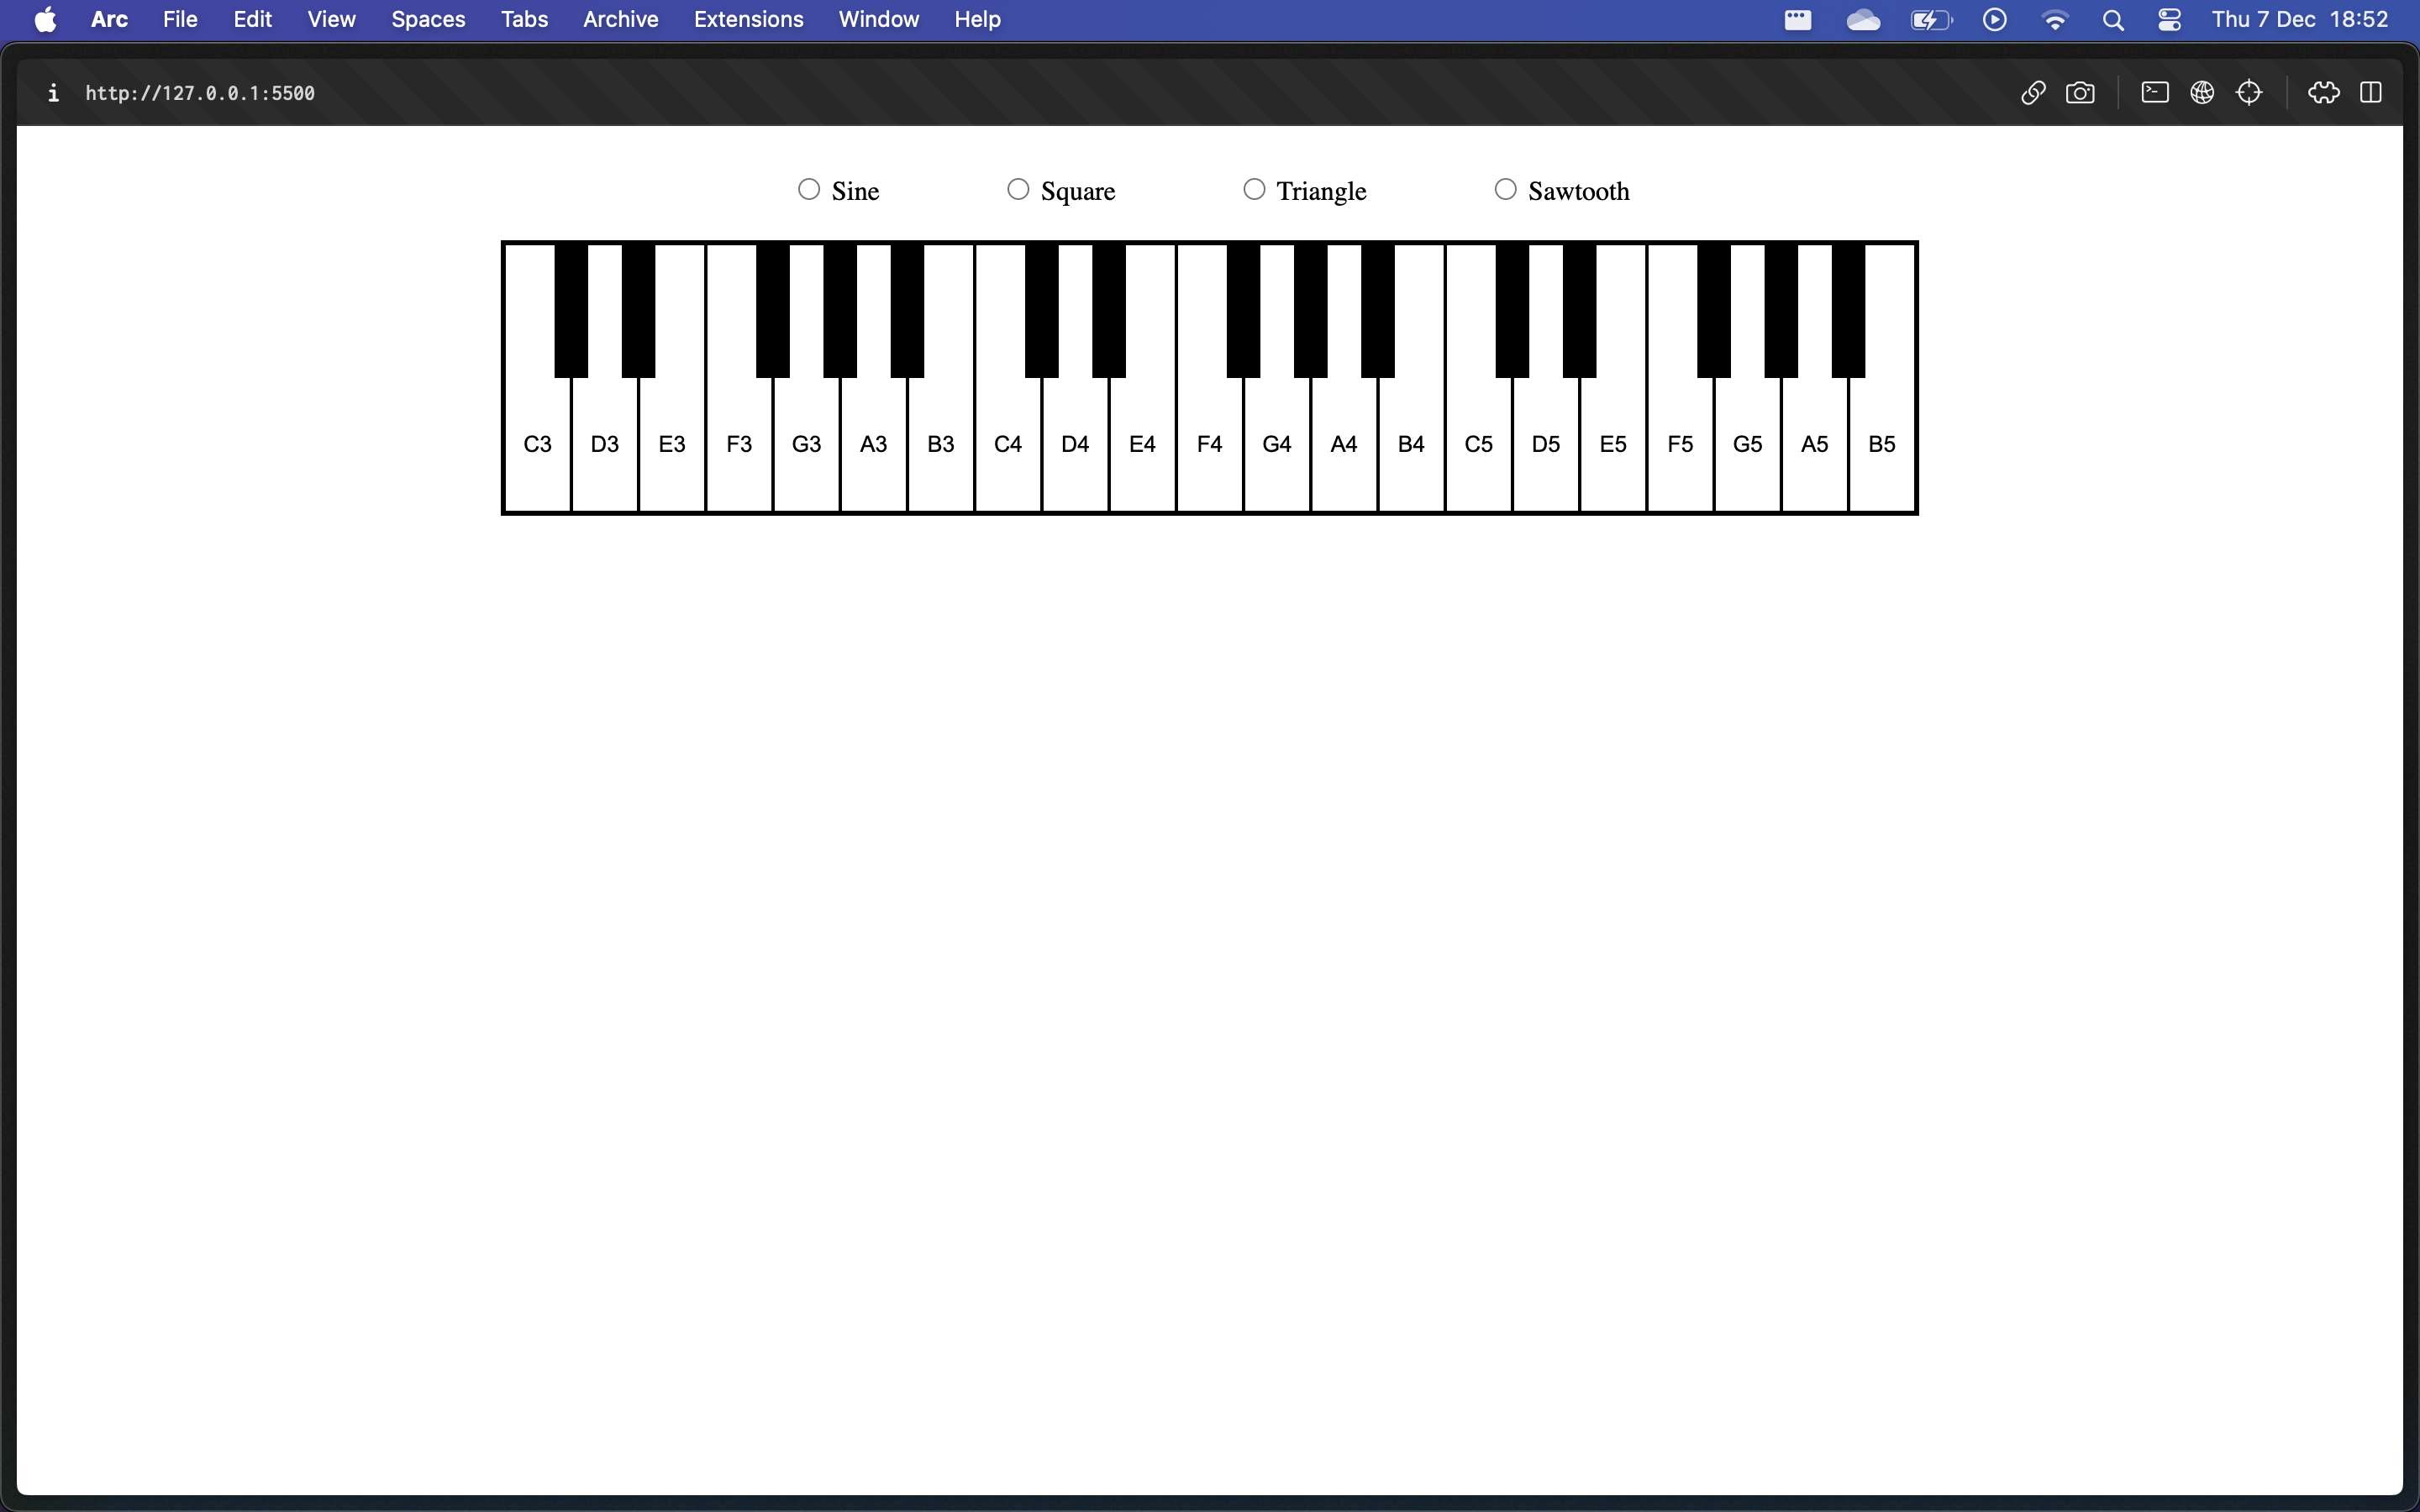 Arc File Edit View Spaces Tabs Archive Extensions Window Help Thu 7 Dec 18:52
i http://127.0.0.1:5500
Sine Square Triangle Sawtooth
C3 D3 E3 F3 G3 A3 B3 C4 D4 E4 F4 G4 A4 B4 C5 D5 E5 F5 G5 A5 B5